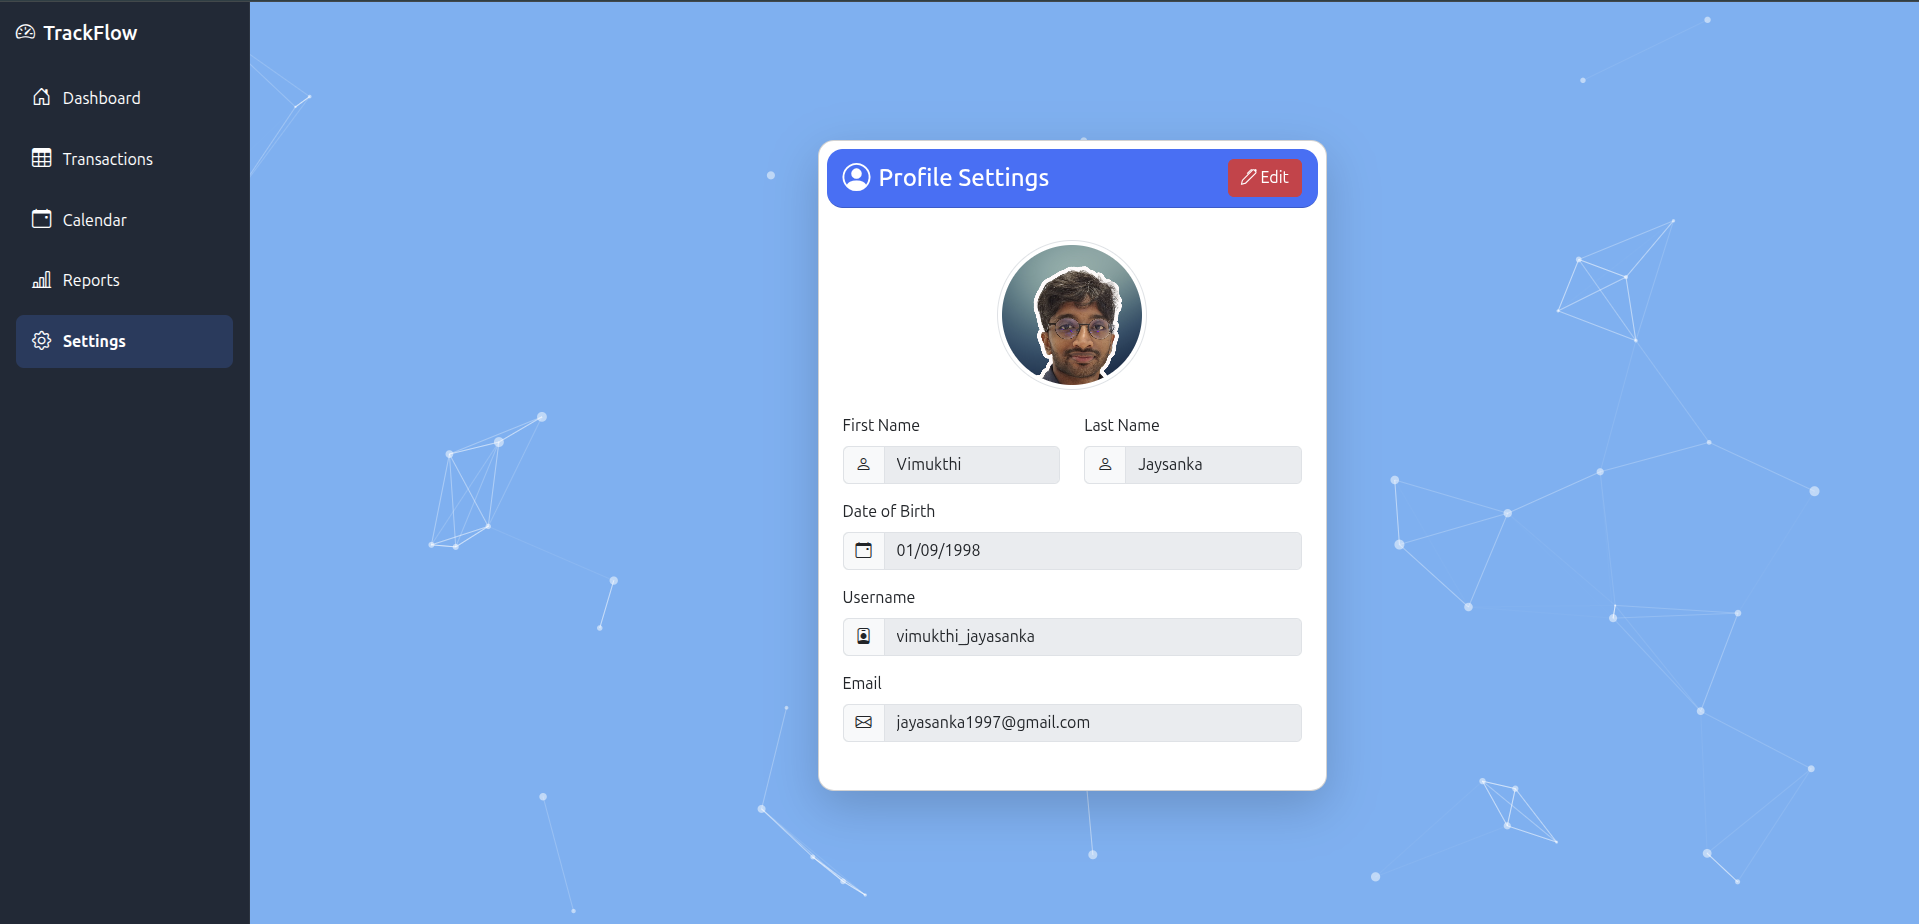 TrackFlow
Dashboard
Transactions
Calendar
Reports
Settings
Profile Settings
Edit
First Name
Last Name
Vimukthi
Jaysanka
Date of Birth
01/09/1998
Username
vimukthi_jayasanka
Email
jayasanka1997@gmail.com